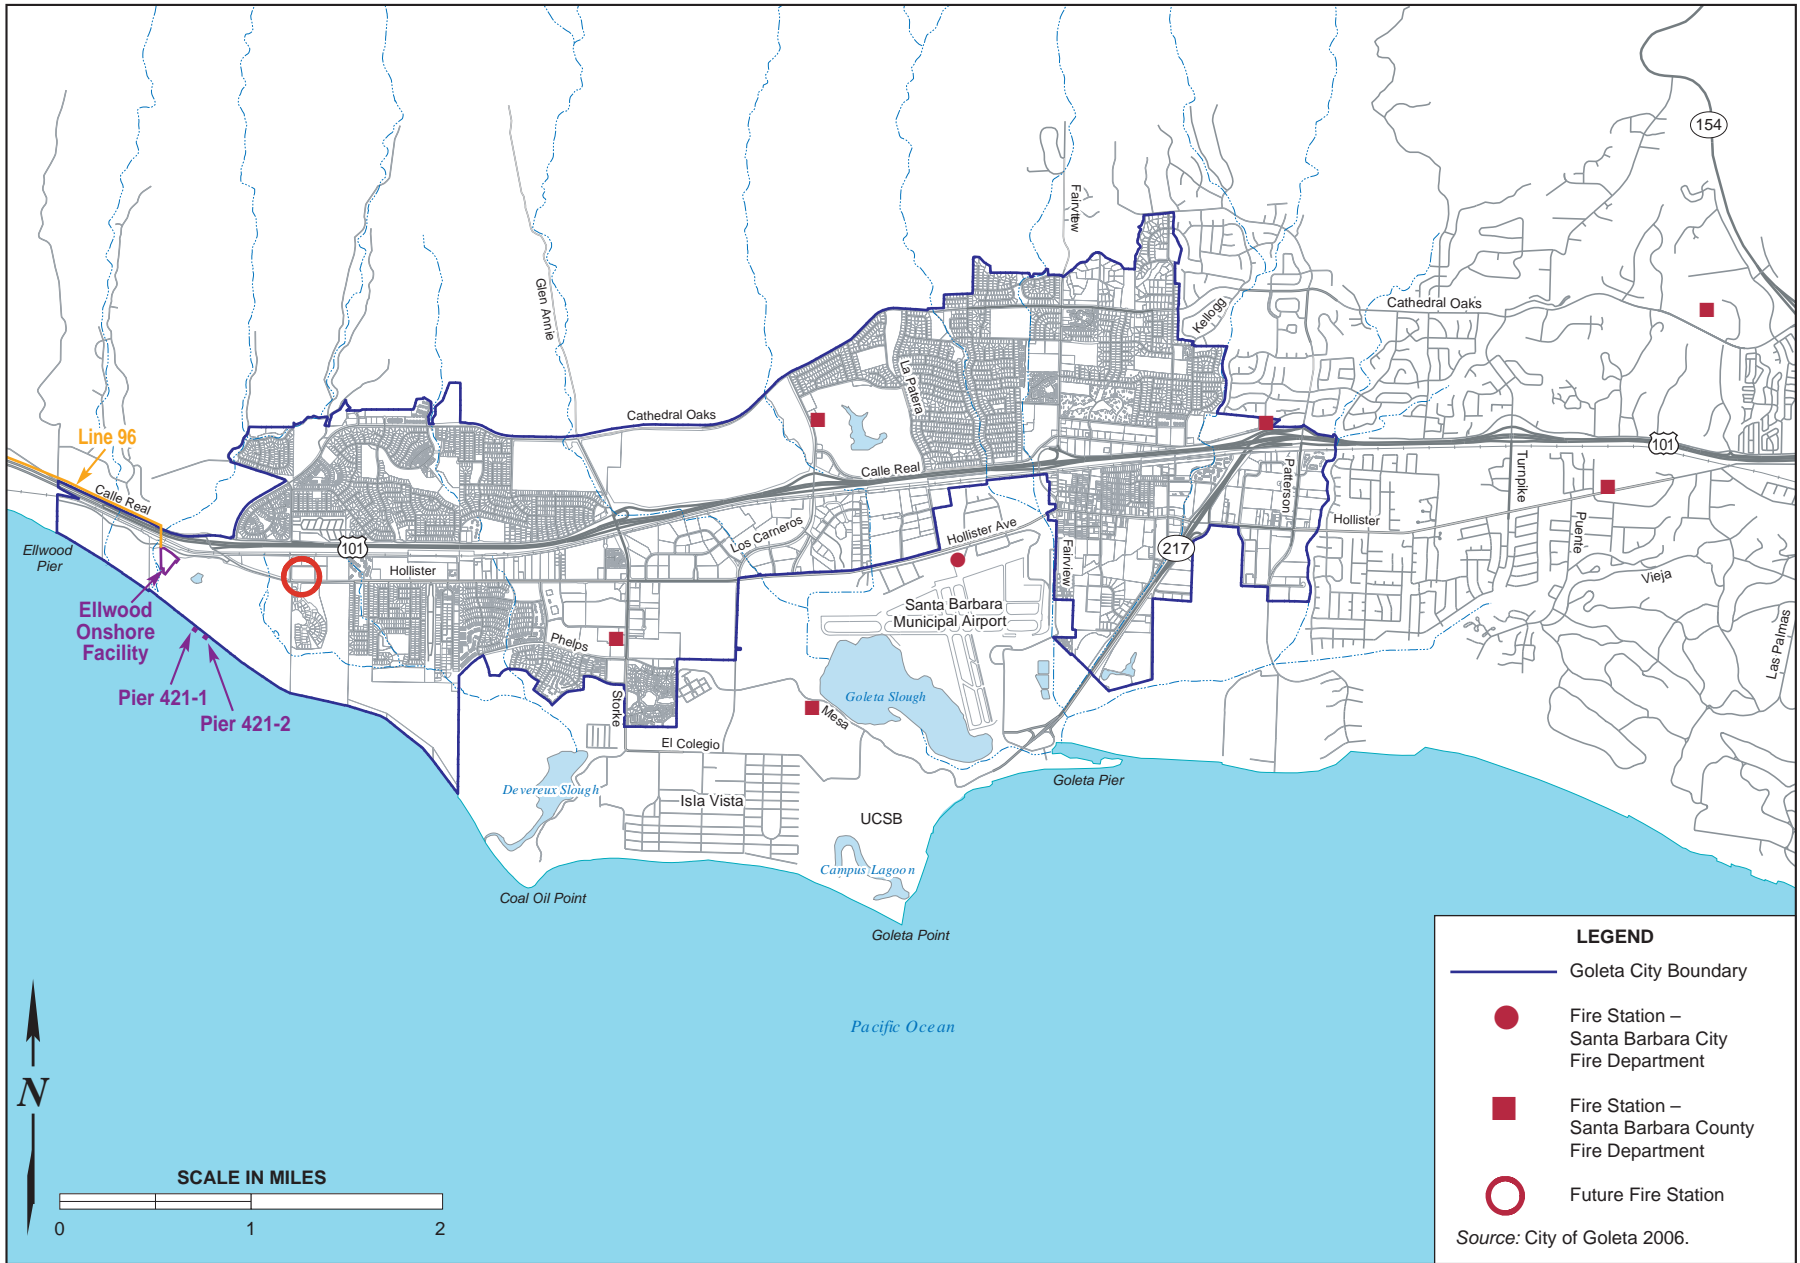 154
Fairview
Glen Annie
Kellogg
Cathedral Oaks
La Patera
Cathedral Oaks
Line 96
Calle Real
101
Calle Real
Turnpike
Patterson
Puente
Hollister
Los Carneros
Hollister Ave
Ellwood
Pier
101
217
Fairview
Hollister
Vieja
Santa Barbara
Municipal Airport
Ellwood
Onshore
Facility
Phelps
Las Palmas
Pier 421-1
Goleta Slough
Storke
Mesa
Pier 421-2
El Colegio
Goleta Pier
Devereux Slough
Isla Vista
UCSB
Campus Lagoon
Coal Oil Point
Goleta Point
Pacific Ocean
N
SCALE IN MILES
0 1 2
LEGEND
Goleta City Boundary
Fire Station –
Santa Barbara City
Fire Department
Fire Station –
Santa Barbara County
Fire Department
Future Fire Station
Source: City of Goleta 2006.